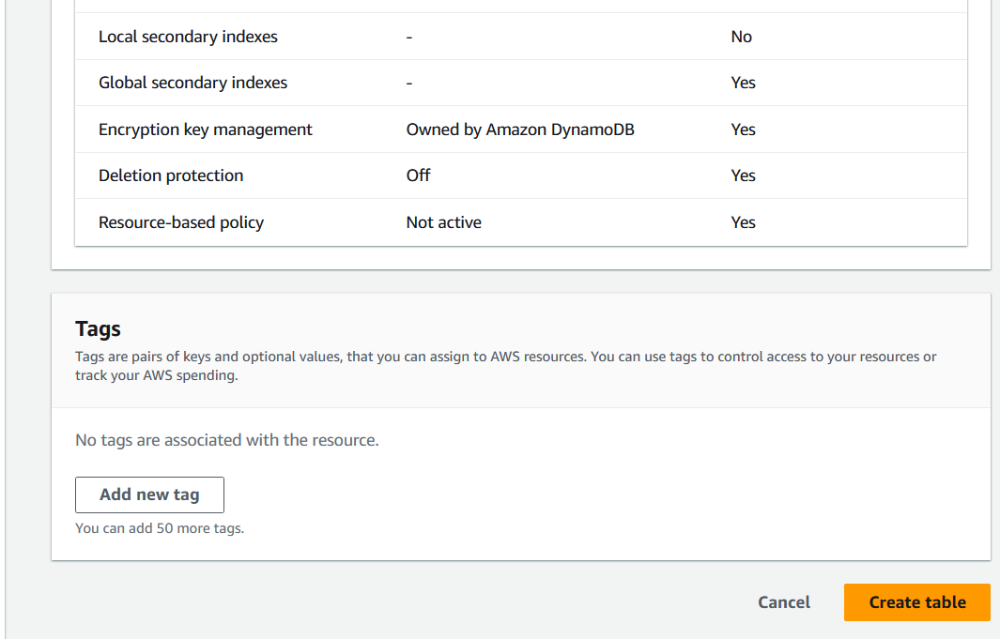 Local secondary indexes - No
Global secondary indexes - Yes
Encryption key management Owned by Amazon DynamoDB Yes
Deletion protection Off Yes
Resource-based policy Not active Yes
Tags
Tags are pairs of keys and optional values, that you can assign to AWS resources. You can use tags to control access to your resources or
track your AWS spending.
No tags are associated with the resource.
Add new tag
You can add 50 more tags.
Cancel Create table